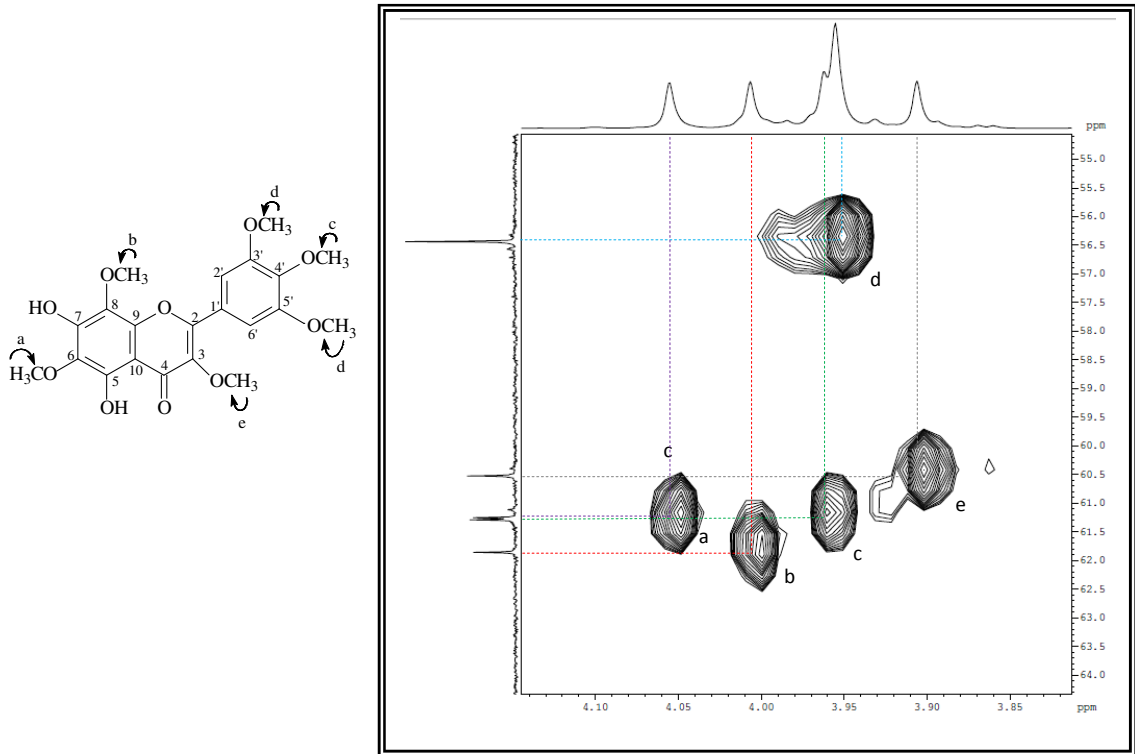 d
OCH3
c
OCH3
b
OCH3
3'
4'
2'
5'
1'
6'
OCH3
d
HO
8
9
O
7
2
a
6
3
H3CO
5
10
4
OCH3
e
OH
O
ppm
55.0
55.5
56.0
56.5
57.0
57.5
58.0
58.5
59.0
59.5
60.0
60.5
61.0
61.5
62.0
62.5
63.0
63.5
64.0
d
c
a
b
c
e
4.10
4.05
4.00
3.95
3.90
3.85
ppm